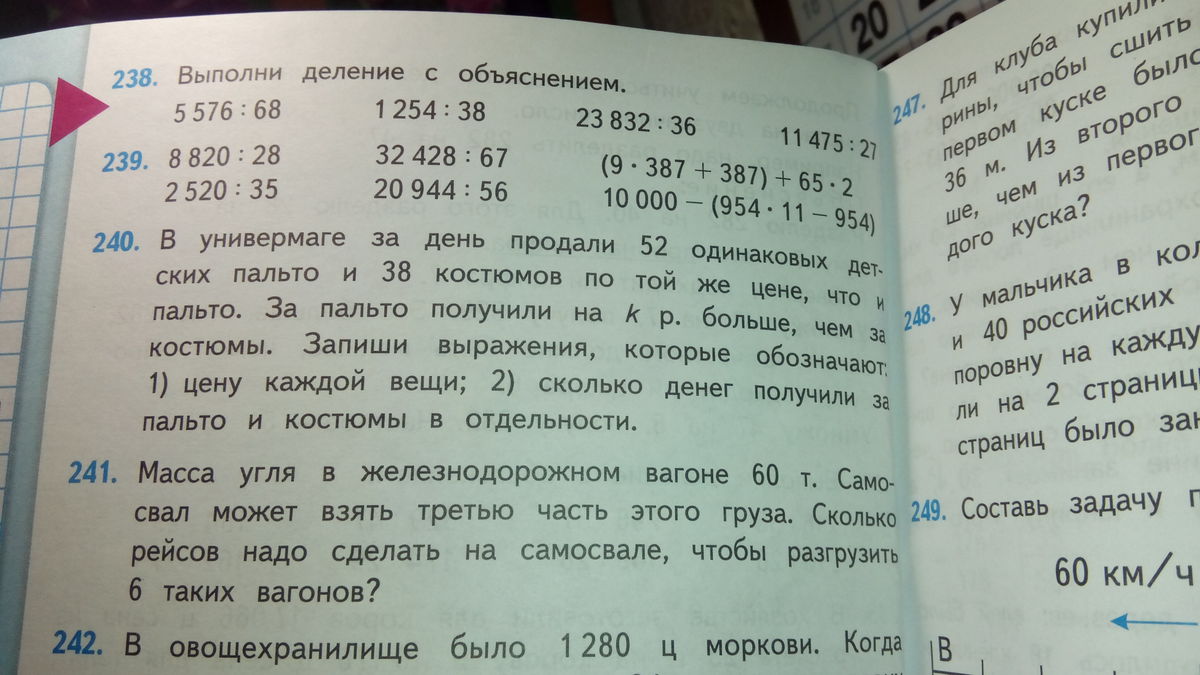 20
238. Выполни деление с объяснением.
5 576 : 68 1 254 : 38 23 832 : 36 11 475 : 27
239. 8 820 : 28 32 428 : 67 (9 · 387 + 387) + 65 · 2
2 520 : 35 20 944 : 56 10 000 − (954 · 11 − 954)
240. В универмаге за день продали 52 одинаковых дет-
ских пальто и 38 костюмов по той же цене, что и
пальто. За пальто получили на k р. больше, чем за
костюмы. Запиши выражения, которые обозначают:
1) цену каждой вещи; 2) сколько денег получили за
пальто и костюмы в отдельности.
241. Масса угля в железнодорожном вагоне 60 т. Само-
свал может взять третью часть этого груза. Сколько
рейсов надо сделать на самосвале, чтобы разгрузить
6 таких вагонов?
242. В овощехранилище было 1 280 ц моркови. Когда
247. Для клуба купили
рины, чтобы сшить
первом куске было
36 м. Из второго
ше, чем из первог
дого куска?
248. У мальчика в кол
и 40 российских
поровну на кажду
ли на 2 страниц
страниц было зан
249. Составь задачу п
60 км/ч
В